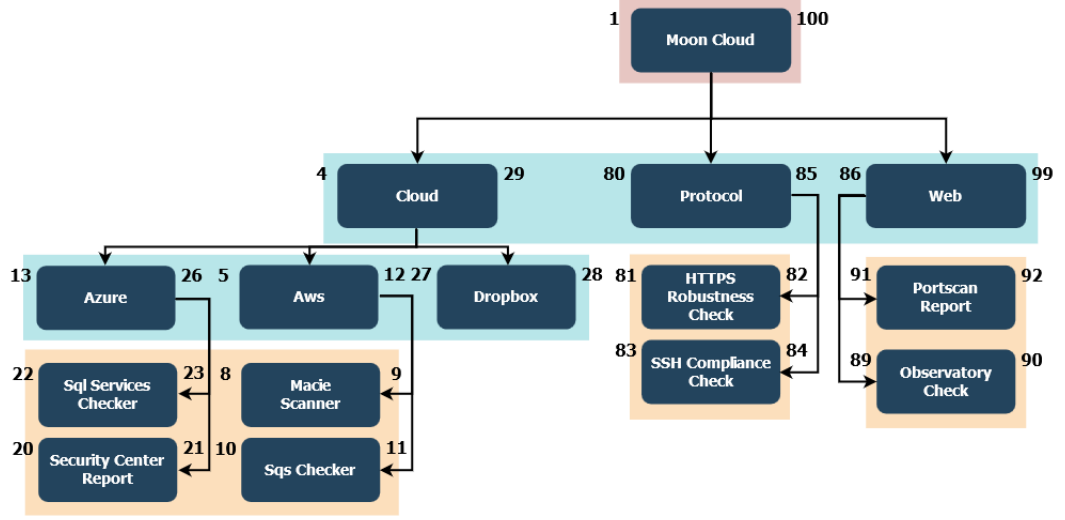 1 Moon Cloud 100
4 Cloud 29
80 Protocol 85
86 Web 99
13 Azure 26
5 Aws 12
27 Dropbox 28
81 HTTPS 82
Robustness
Check
91 Portscan 92
Report
83 SSH Compliance 84
Check
89 Observatory 90
Check
22 Sql Services 23
Checker
8 Macie 9
Scanner
20 Security Center 21
Report
10 Sqs Checker 11